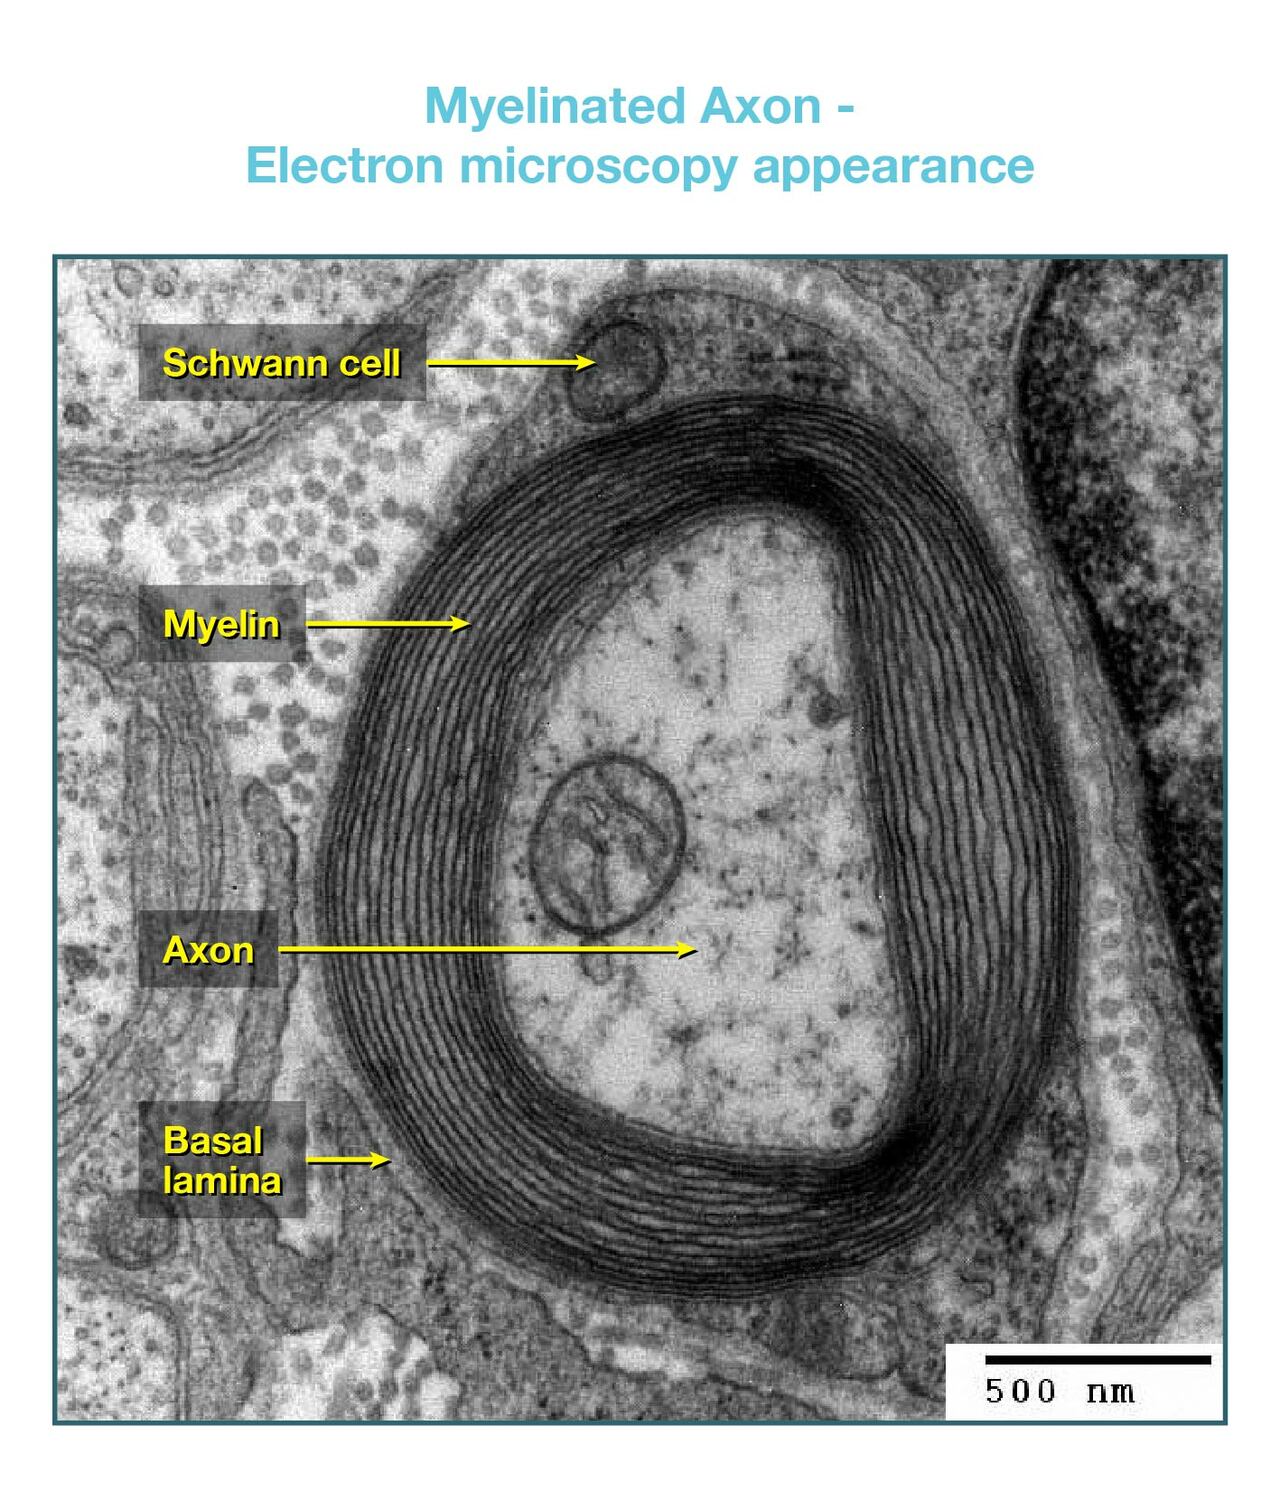 Myelinated Axon -
Electron microscopy appearance
Schwann cell
Myelin
Axon
Basal
lamina
500 nm